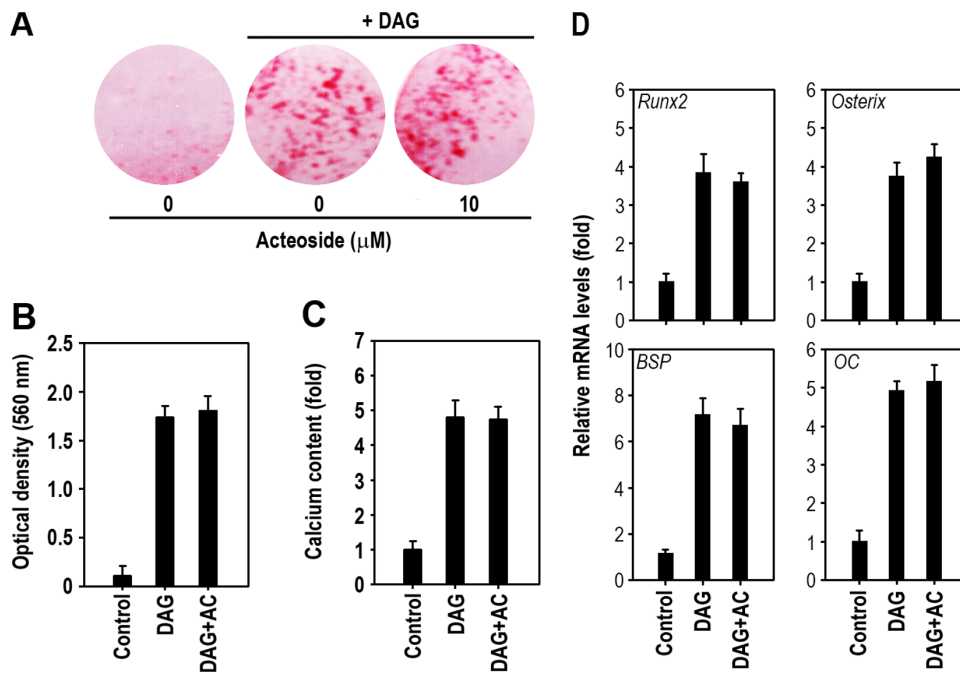 A
+ DAG
0
0
10
Acteoside (μM)
B
Optical density (560 nm)
2.5
2.0
1.5
1.0
0.5
0
Control
DAG
DAG+AC
C
Calcium content (fold)
7
6
5
4
3
2
1
0
Control
DAG
DAG+AC
D
Relative mRNA levels (fold)
Runx2
6
5
4
3
2
1
0
Osterix
6
5
4
3
2
1
0
BSP
10
8
6
4
2
0
Control
DAG
DAG+AC
OC
6
5
4
3
2
1
0
Control
DAG
DAG+AC